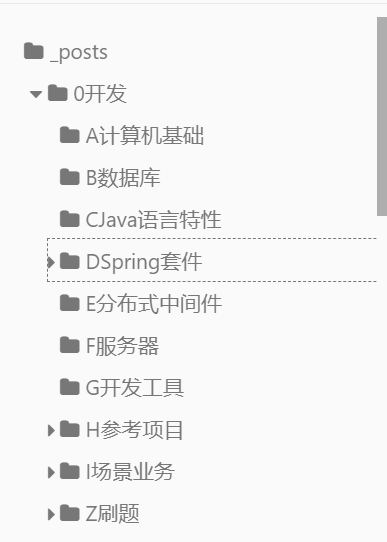 _posts
0开发
A计算机基础
B数据库
CJava语言特性
DSpring套件
E分布式中间件
F服务器
G开发工具
H参考项目
I场景业务
Z刷题